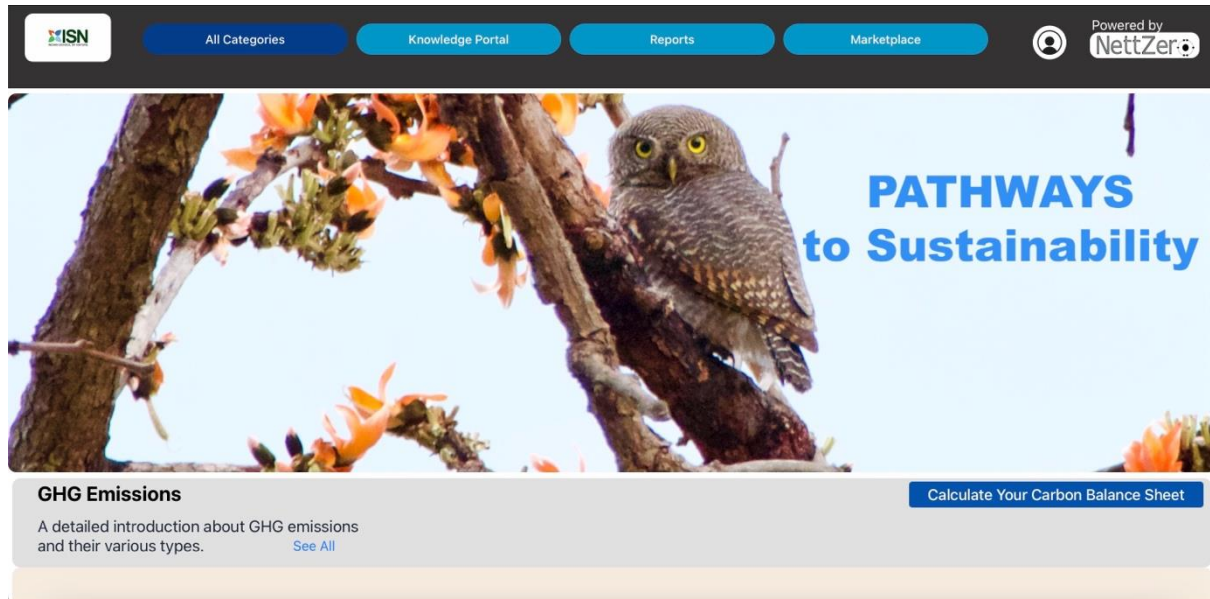 ISN
All Categories
Knowledge Portal
Reports
Marketplace
Powered by
NettZer
PATHWAYS
to Sustainability
GHG Emissions
Calculate Your Carbon Balance Sheet
A detailed introduction about GHG emissions
and their various types.
See All